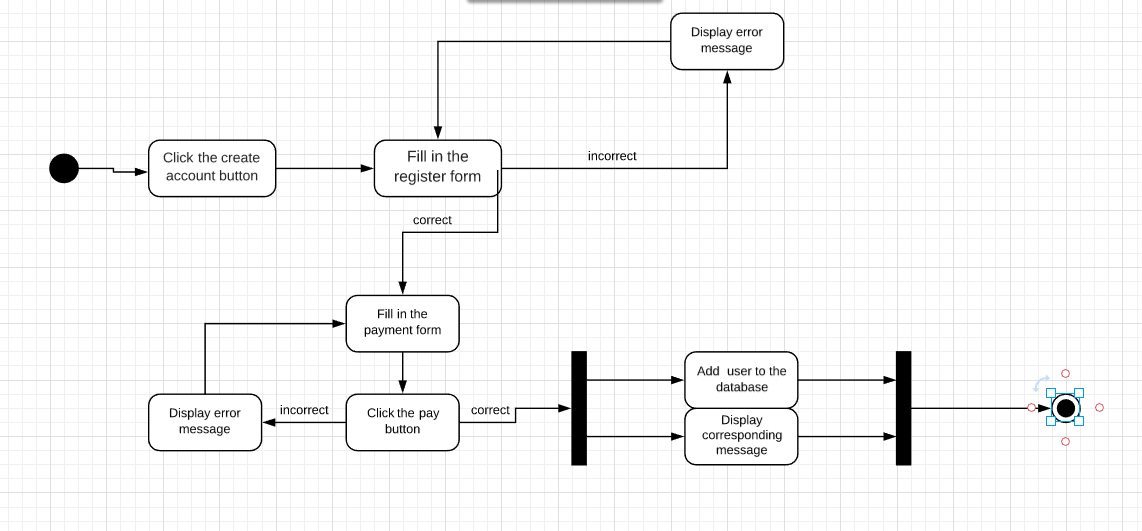 Display error
message
Click the create
account button
Fill in the
register form
incorrect
correct
Fill in the
payment form
Display error
message
incorrect
Click the pay
button
correct
Add  user to the
database
Display
corresponding
message